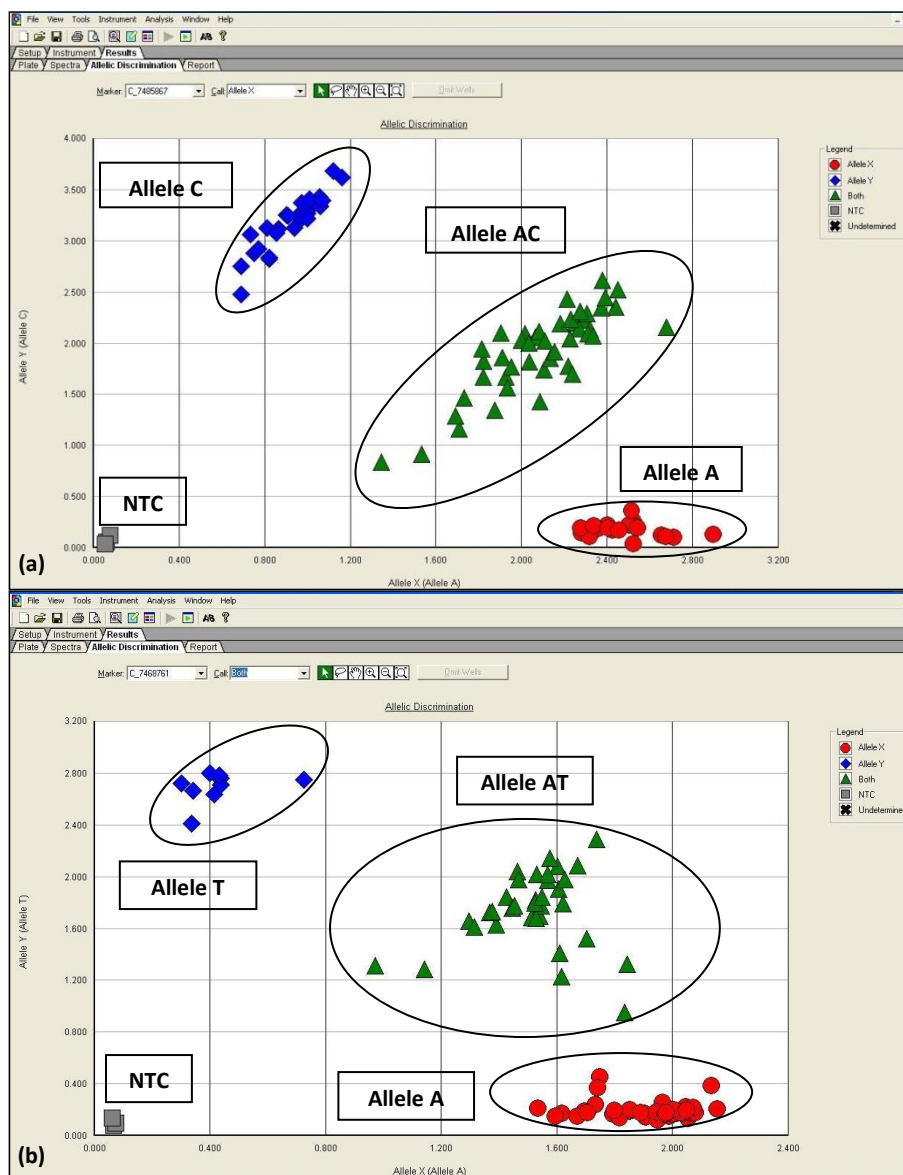 File View Tools Instrument Analysis Window Help
Setup Instrument Results
Plate Spectra Allelic Discrimination Report
Marker: C_7485867 Call: Allele X Omit Wells
Allelic Discrimination
4.000
3.500
3.000
2.500
2.000
1.500
1.000
0.500
0.000
Allele Y (Allele C)
Allele C
Allele AC
Allele A
NTC
Legend
Allele X
Allele Y
Both
NTC
Undetermined
0.000 0.400 0.800 1.200 1.600 2.000 2.400 2.800 3.200
Allele X (Allele A)
(a)
File View Tools Instrument Analysis Window Help
Setup Instrument Results
Plate Spectra Allelic Discrimination Report
Marker: C_7468761 Call: Both Omit Wells
Allelic Discrimination
3.200
2.800
2.400
2.000
1.600
1.200
0.800
0.400
0.000
Allele Y (Allele T)
Allele AT
Allele T
NTC
Allele A
Legend
Allele X
Allele Y
Both
NTC
Undetermined
0.000 0.400 0.800 1.200 1.600 2.000 2.400
Allele X (Allele A)
(b)